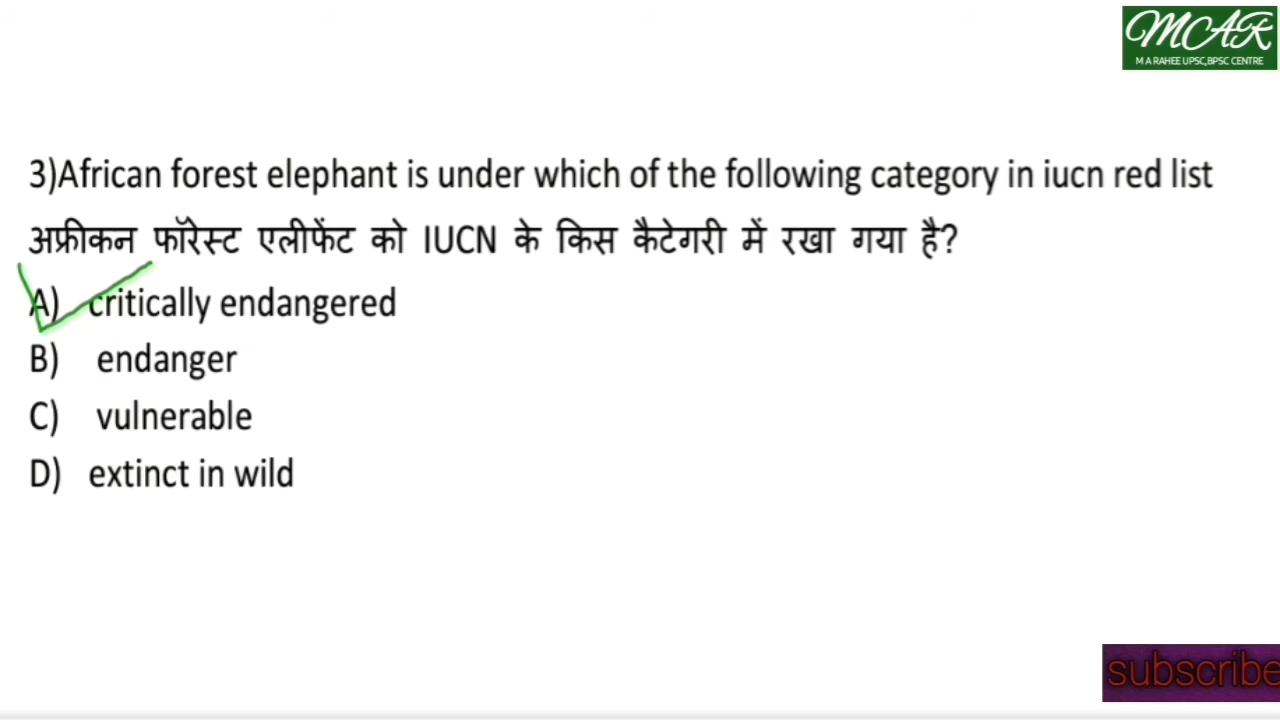 MCAR
M A RAHEE UPSC,BPSC CENTRE
3)African forest elephant is under which of the following category in iucn red list
अफ्रीकन फॉरेस्ट एलीफेंट को IUCN के किस कैटेगरी में रखा गया है?
A) critically endangered
B) endanger
C) vulnerable
D) extinct in wild
subscribe